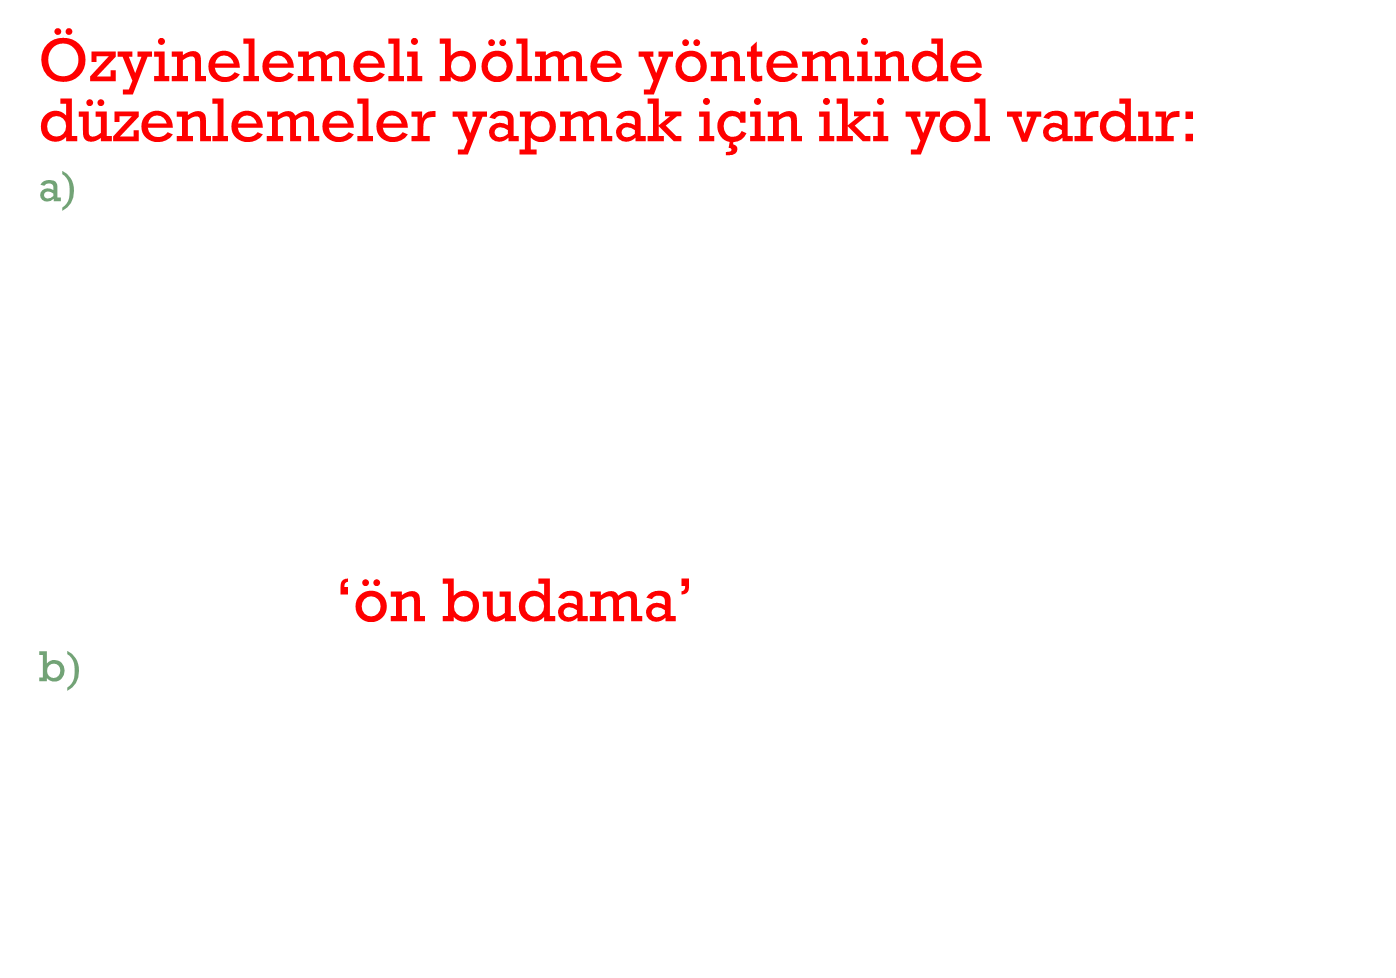 Özyinelemeli bölme yönteminde
düzenlemeler yapmak için iki yol vardır:
a)
‘ön budama’
b)